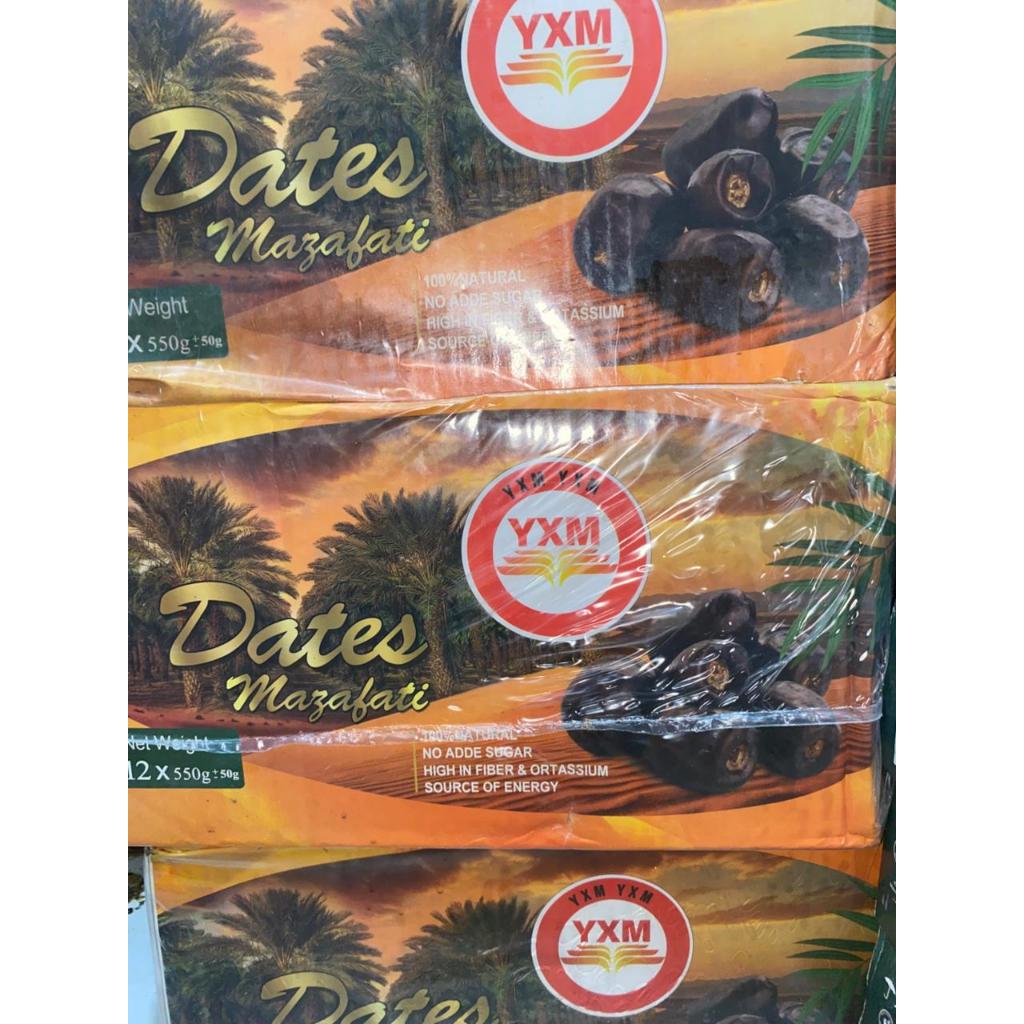 YXM
Dates
Mazafati
100% NATURAL
NO ADDE SUGAR
HIGH IN FIBER & ORTASSIUM
SOURCE
Weight
X 550g ± 50g
YXM YXM
YXM
Dates
Mazafati
100% NATURAL
NO ADDE SUGAR
HIGH IN FIBER & ORTASSIUM
SOURCE OF ENERGY
Net Weight
12 X 550g ± 50g
YXM YXM
YXM
Dates